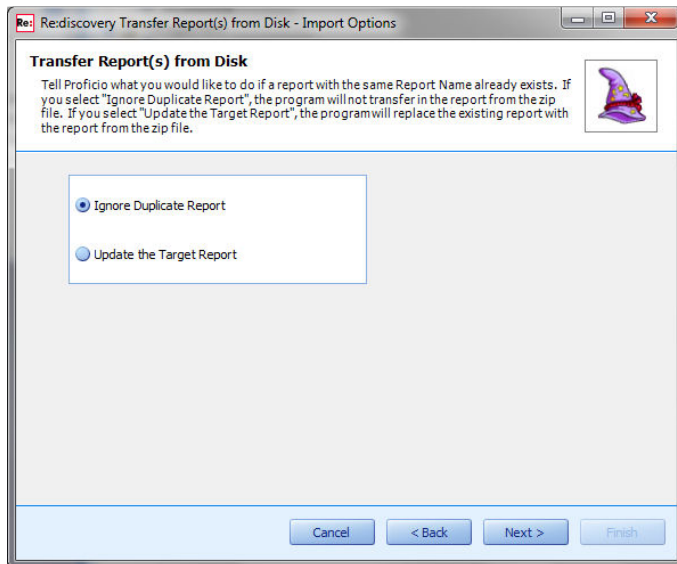 Re: Re:discovery Transfer Report(s) from Disk - Import Options
Transfer Report(s) from Disk
Tell Proficio what you would like to do if a report with the same Report Name already exists. If
you select "Ignore Duplicate Report", the program will not transfer in the report from the zip
file. If you select "Update the Target Report", the program will replace the existing report with
the report from the zip file.
Ignore Duplicate Report
Update the Target Report
Cancel
< Back
Next >
Finish